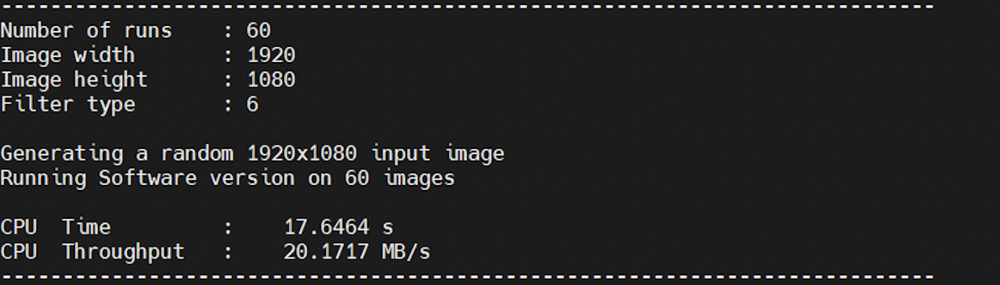 --------------------------------------------------------------------------
Number of runs    : 60
Image width       : 1920
Image height      : 1080
Filter type       : 6
Generating a random 1920x1080 input image
Running Software version on 60 images
CPU  Time         :    17.6464 s
CPU  Throughput   :    20.1717 MB/s
--------------------------------------------------------------------------